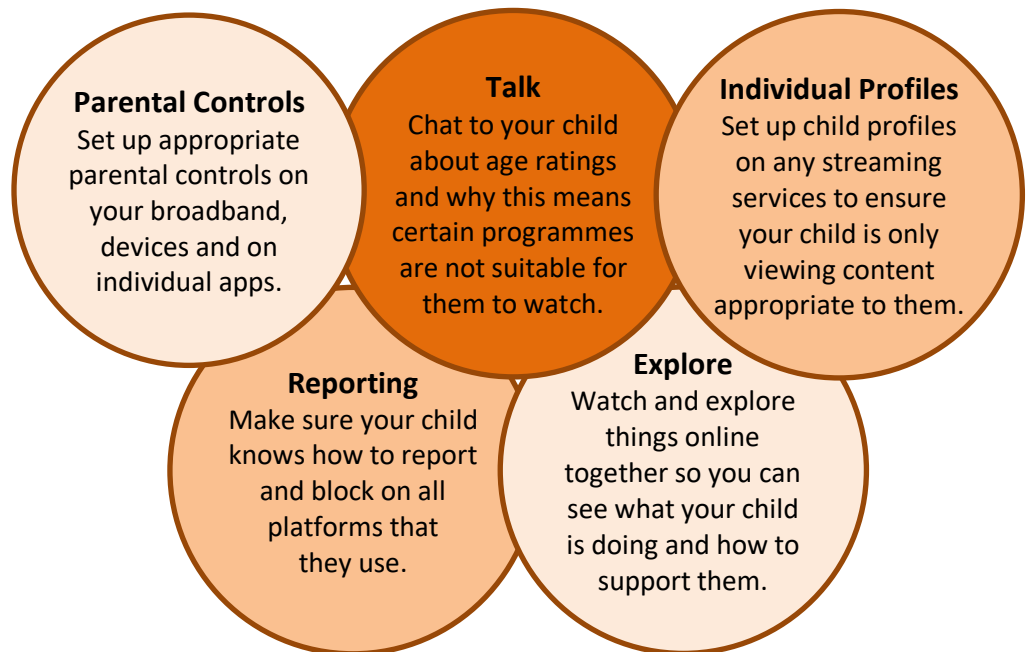 Parental Controls
Set up appropriate
parental controls on
your broadband,
devices and on
individual apps.
Talk
Chat to your child
about age ratings
and why this means
certain programmes
are not suitable for
them to watch.
Individual Profiles
Set up child profiles
on any streaming
services to ensure
your child is only
viewing content
appropriate to them.
Reporting
Make sure your child
knows how to report
and block on all
platforms that
they use.
Explore
Watch and explore
things online
together so you can
see what your child
is doing and how to
support them.